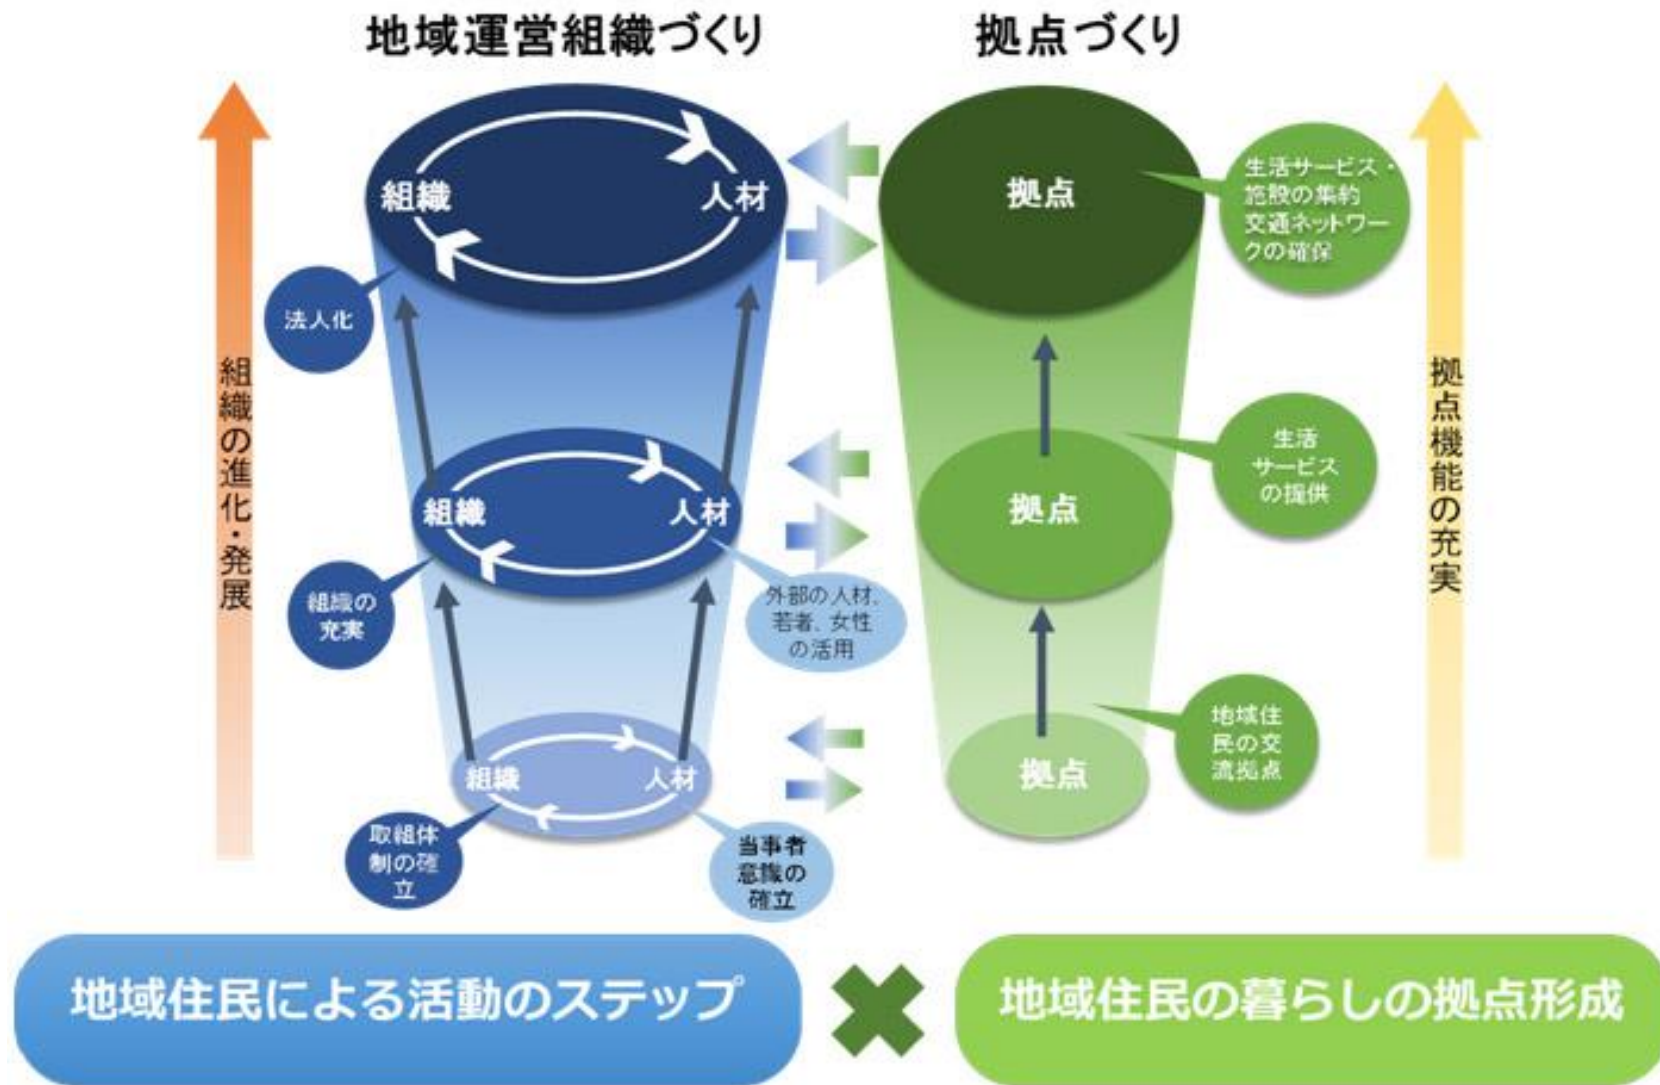 地域運営組織づくり
拠点づくり
組織の進化・発展
組織
人材
法人化
組織
人材
組織の
充実
外部の人材、
若者、女性
の活用
組織
人材
取組体
制の確
立
当事者
意識の
確立
拠点
生活サービス・
施設の集約
交通ネットワー
クの確保
拠点
生活
サービス
の提供
拠点
地域住
民の交
流拠点
拠点機能の充実
地域住民による活動のステップ
地域住民の暮らしの拠点形成